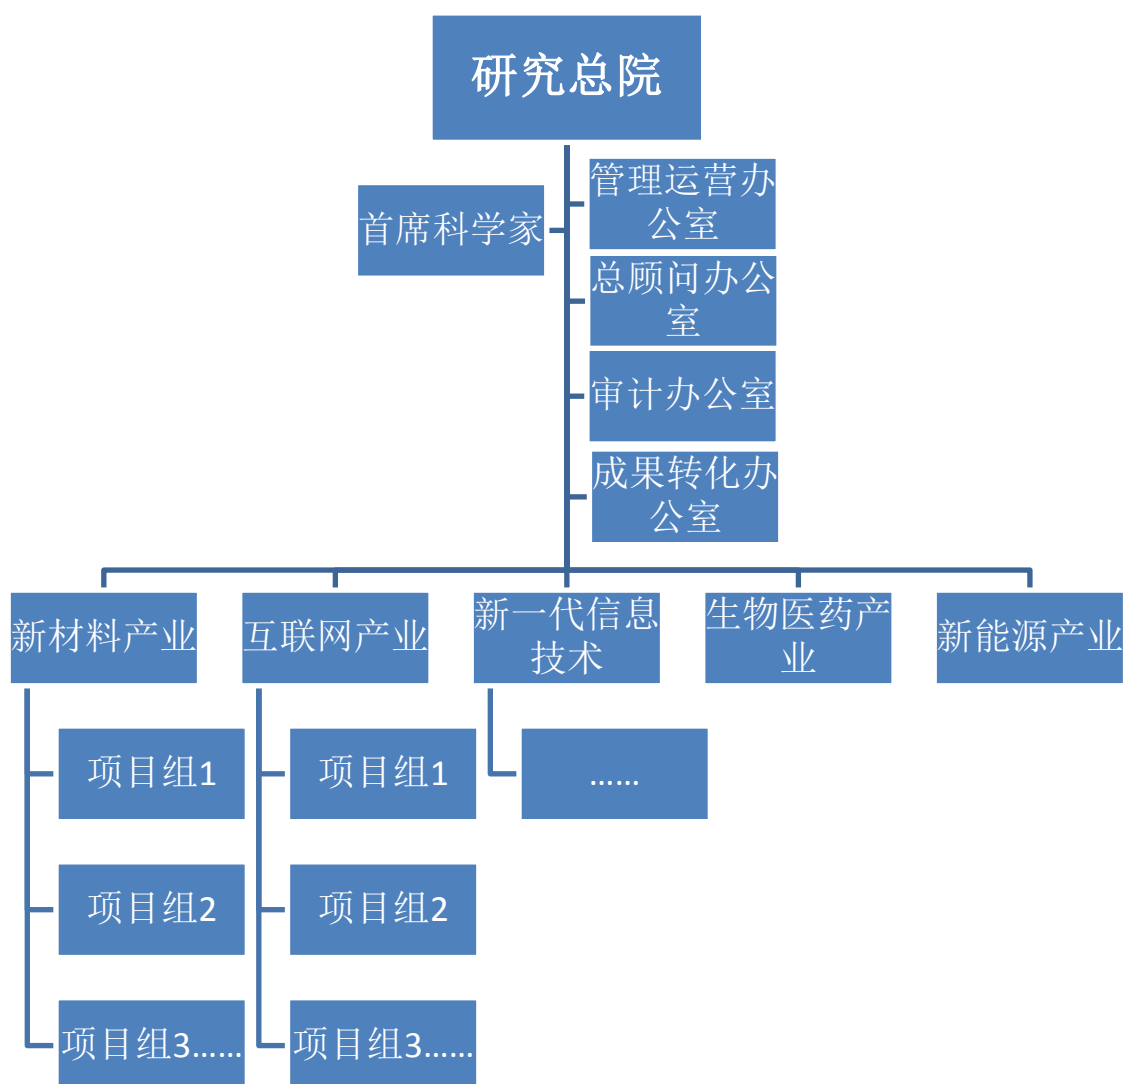 研究总院
首席科学家
管理运营办
公室
总顾问办公
室
审计办公室
成果转化办
公室
新材料产业
互联网产业
新一代信息
技术
生物医药产
业
新能源产业
项目组1
项目组1
……
项目组2
项目组2
项目组3……
项目组3……